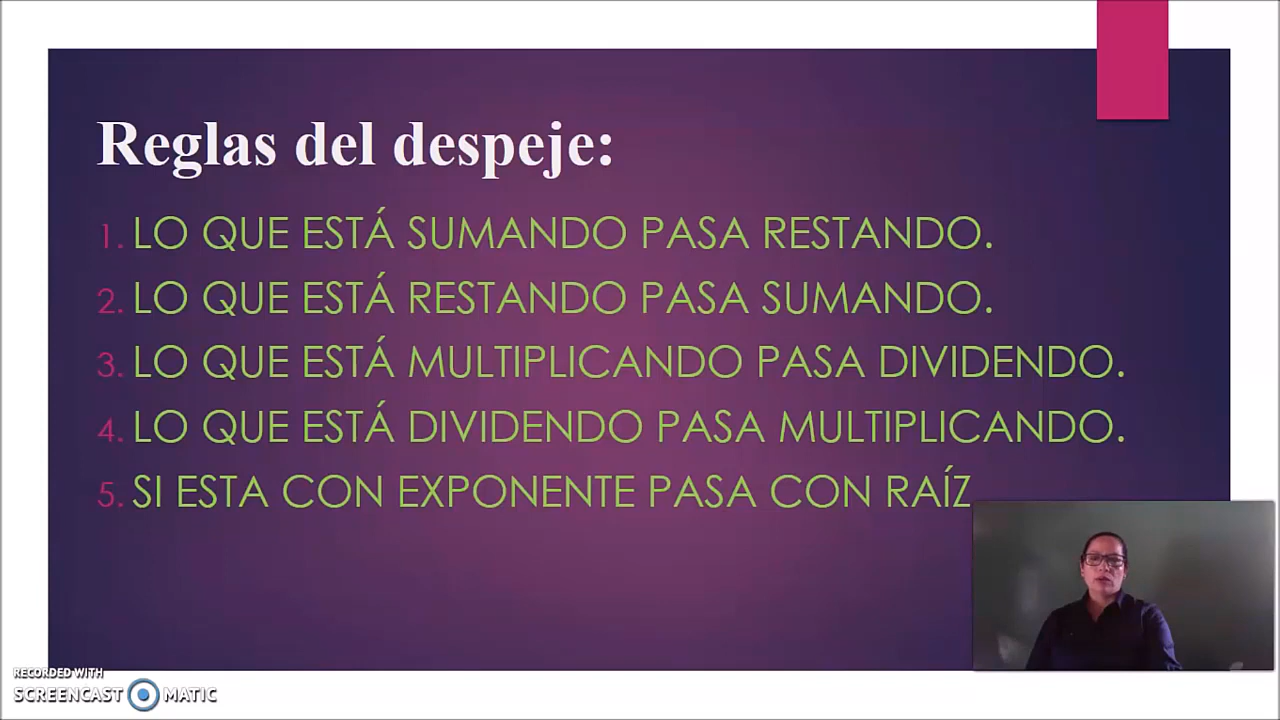 Reglas del despeje:
1. LO QUE ESTÁ SUMANDO PASA RESTANDO.
2. LO QUE ESTÁ RESTANDO PASA SUMANDO.
3. LO QUE ESTÁ MULTIPLICANDO PASA DIVIDENDO.
4. LO QUE ESTÁ DIVIDENDO PASA MULTIPLICANDO.
5. SI ESTA CON EXPONENTE PASA CON RAÍZ
RECORDED WITH
SCREENCAST MATIC